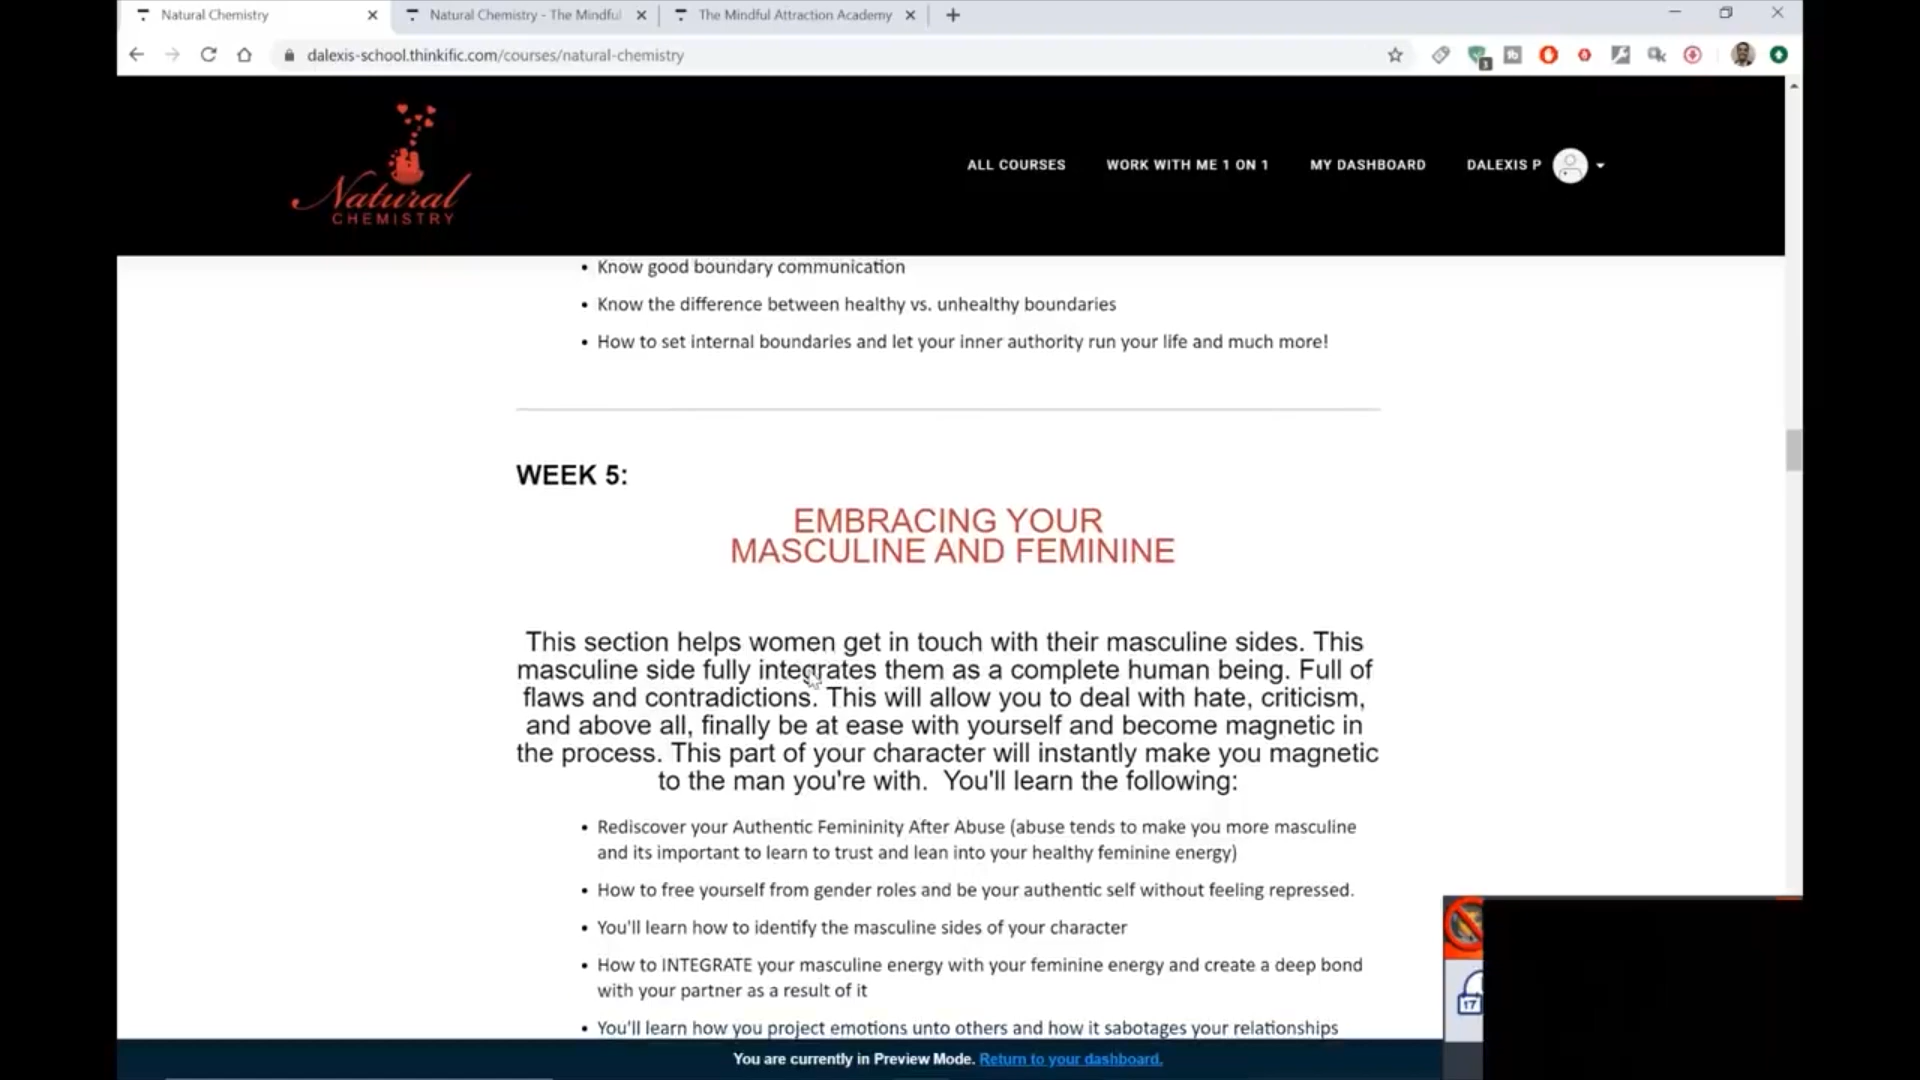 Natural Chemistry
Natural Chemistry - The Mindful
The Mindful Attraction Academy
dalexis-school.thinkific.com/courses/natural-chemistry
Natural
CHEMISTRY
ALL COURSES
WORK WITH ME 1 ON 1
MY DASHBOARD
DALEXIS P
• Know good boundary communication
• Know the difference between healthy vs. unhealthy boundaries
• How to set internal boundaries and let your inner authority run your life and much more!
WEEK 5:
EMBRACING YOUR
MASCULINE AND FEMININE
This section helps women get in touch with their masculine sides. This
masculine side fully integrates them as a complete human being. Full of
flaws and contradictions. This will allow you to deal with hate, criticism,
and above all, finally be at ease with yourself and become magnetic in
the process. This part of your character will instantly make you magnetic
to the man you're with. You'll learn the following:
• Rediscover your Authentic Femininity After Abuse (abuse tends to make you more masculine
and its important to learn to trust and lean into your healthy feminine energy)
• How to free yourself from gender roles and be your authentic self without feeling repressed.
• You'll learn how to identify the masculine sides of your character
• How to INTEGRATE your masculine energy with your feminine energy and create a deep bond
with your partner as a result of it
• You'll learn how you project emotions unto others and how it sabotages your relationships
17
You are currently in Preview Mode. Return to your dashboard.